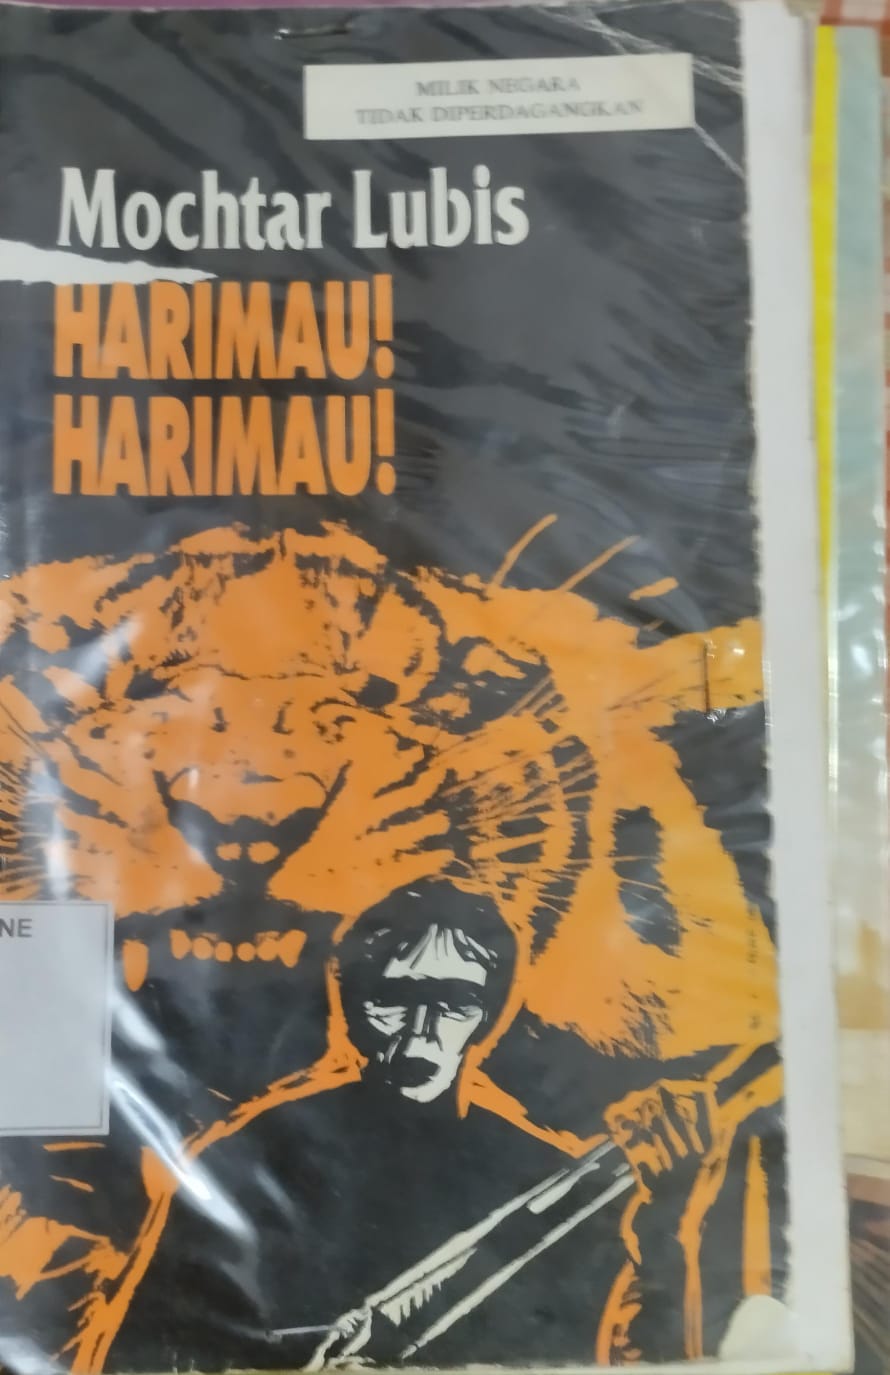 MILIK NEGARA
TIDAK DIPERDAGANGKAN
Mochtar Lubis
HARIMAU!
HARIMAU!
NE